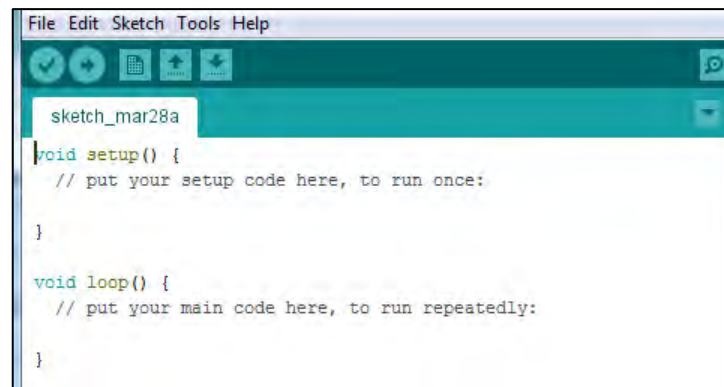 File Edit Sketch Tools Help
sketch_mar28a
void setup() {
  // put your setup code here, to run once:
}
void loop() {
  // put your main code here, to run repeatedly:
}